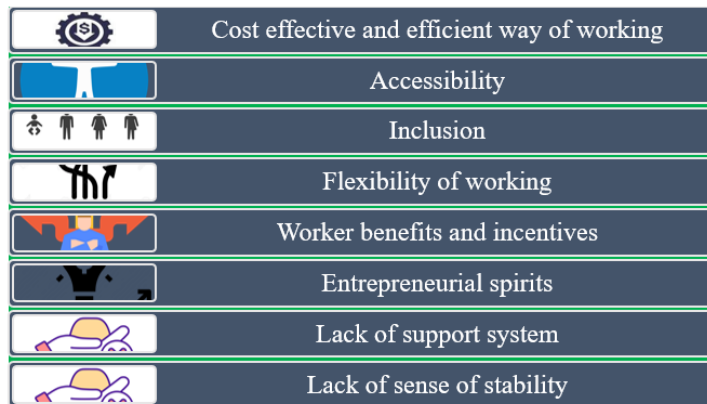 Cost effective and efficient way of working
Accessibility
Inclusion
Flexibility of working
Worker benefits and incentives
Entrepreneurial spirits
Lack of support system
Lack of sense of stability